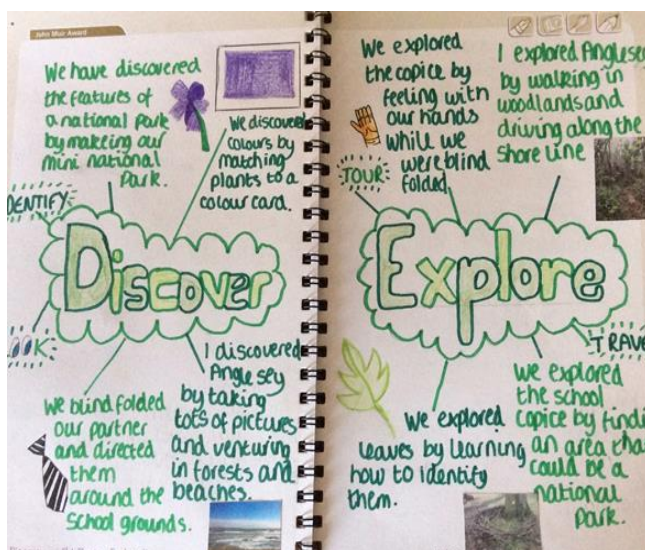 John Muir Award
We have discovered
the features of
a national park
by making our
mini national
Park.
We discover
colours by
matching
plants to a
colour card.
DENTIFY
Discover
OOK
We blind folded
our partner
and directed
them
around the
school grounds.
I discovered
Anglesey
by taking
lots of pictures
and venturing
in forests and
beaches.
We explored
the copice by
feeling with
our hands
while we
were blind
folded.
I explored Anglesey
by walking in
woodlands and
driving along the
shore line
TOUR
Explore
TRAVE
We explored
leaves by learning
how to identify
them.
We explored
the school
copice by findi
an area tha
could be a
national
Park.